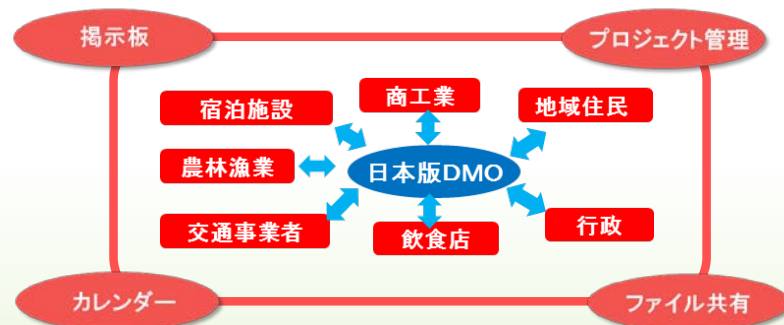 掲示板
プロジェクト管理
商工業
宿泊施設
地域住民
農林漁業
日本版DMO
交通事業者
飲食店
行政
カレンダー
ファイル共有